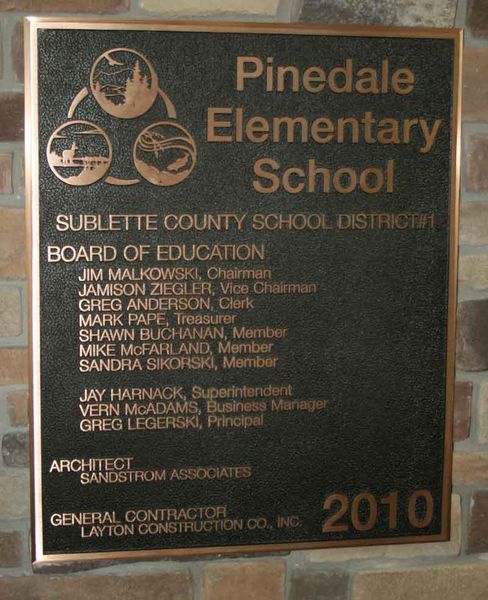 Pinedale
Elementary
School
SUBLETTE COUNTY SCHOOL DISTRICT#1
BOARD OF EDUCATION
JIM MALKOWSKI, Chairman
JAMISON ZIEGLER, Vice Chairman
GREG ANDERSON, Clerk
MARK PAPE, Treasurer
SHAWN BUCHANAN, Member
MIKE McFARLAND, Member
SANDRA SIKORSKI, Member
JAY HARNACK, Superintendent
VERN McADAMS, Business Manager
GREG LEGERSKI, Principal
ARCHITECT
SANDSTROM ASSOCIATES
GENERAL CONTRACTOR
LAYTON CONSTRUCTION CO., INC.
2010